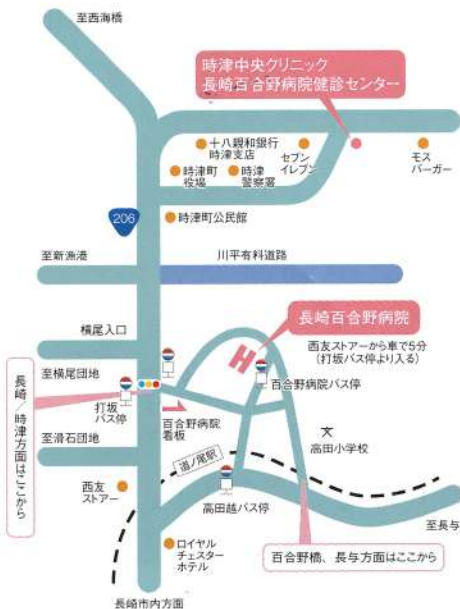 至西海橋
時津中央クリニック
長崎百合野病院健診センター
十八親和銀行
時津支店
セブン
イレブン
モス
バーガー
時津町
役場
時津
警察署
206
時津町公民館
至新漁港
川平有料道路
横尾入口
長崎百合野病院
西友ストアーから車で5分
(打坂バス停より入る)
至横尾団地
百合野病院バス停
打坂
バス停
長崎/時津方面はここから
百合野病院
看板
至滑石団地
高田小学校
道ノ尾駅
西友
ストアー
高田越バス停
至長与
ロイヤル
チェスター
ホテル
百合野橋、長与方面はここから
長崎市内方面